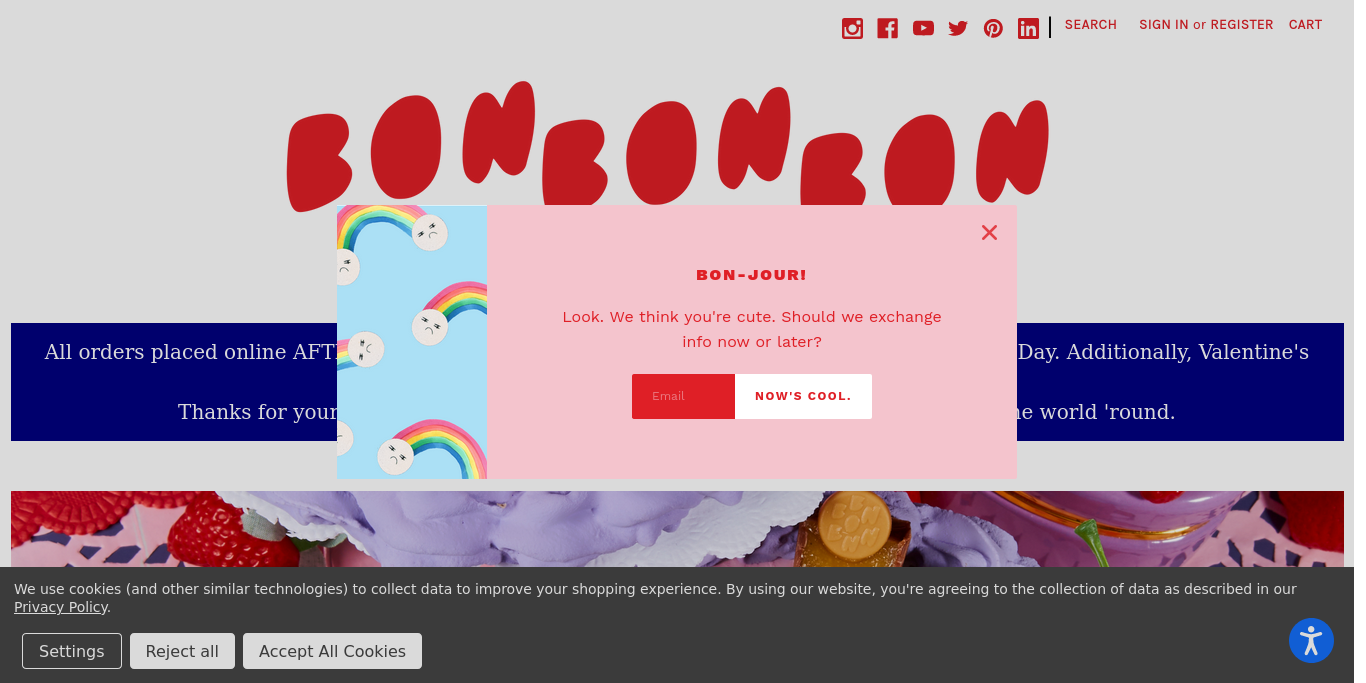 SEARCH SIGN IN or REGISTER CART
BONBONBON
BON-JOUR!
Look. We think you're cute. Should we exchange
info now or later?
Email NOW'S COOL.
All orders placed online Day. Additionally, Valentine's
Thanks for your world 'round.
BON
BON
We use cookies (and other similar technologies) to collect data to improve your shopping experience. By using our website, you're agreeing to the collection of data as described in our
Privacy Policy.
Settings Reject all Accept All Cookies